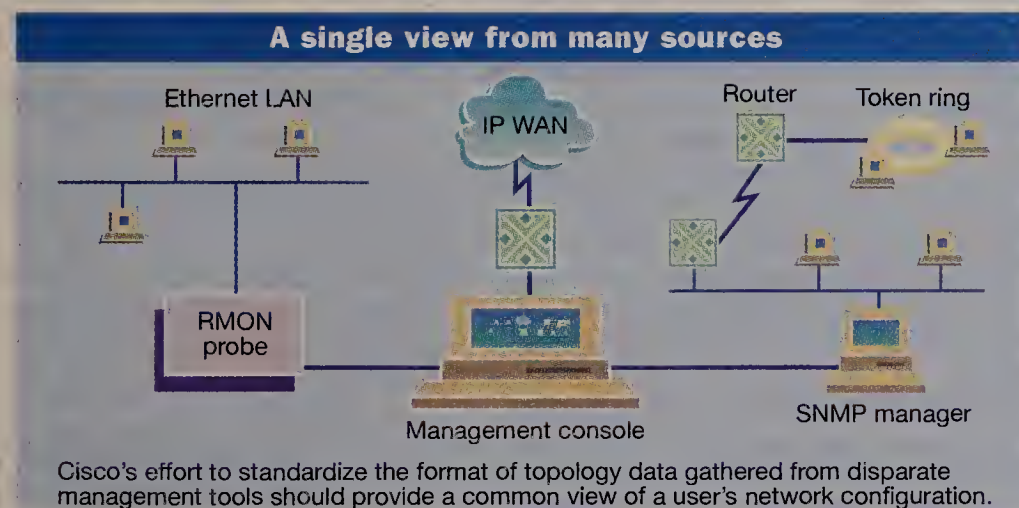 A single view from many sources
Ethernet LAN
IP WAN
Router
Token ring
RMON
probe
Management console
SNMP manager
Cisco's effort to standardize the format of topology data gathered from disparate
management tools should provide a common view of a user's network configuration.